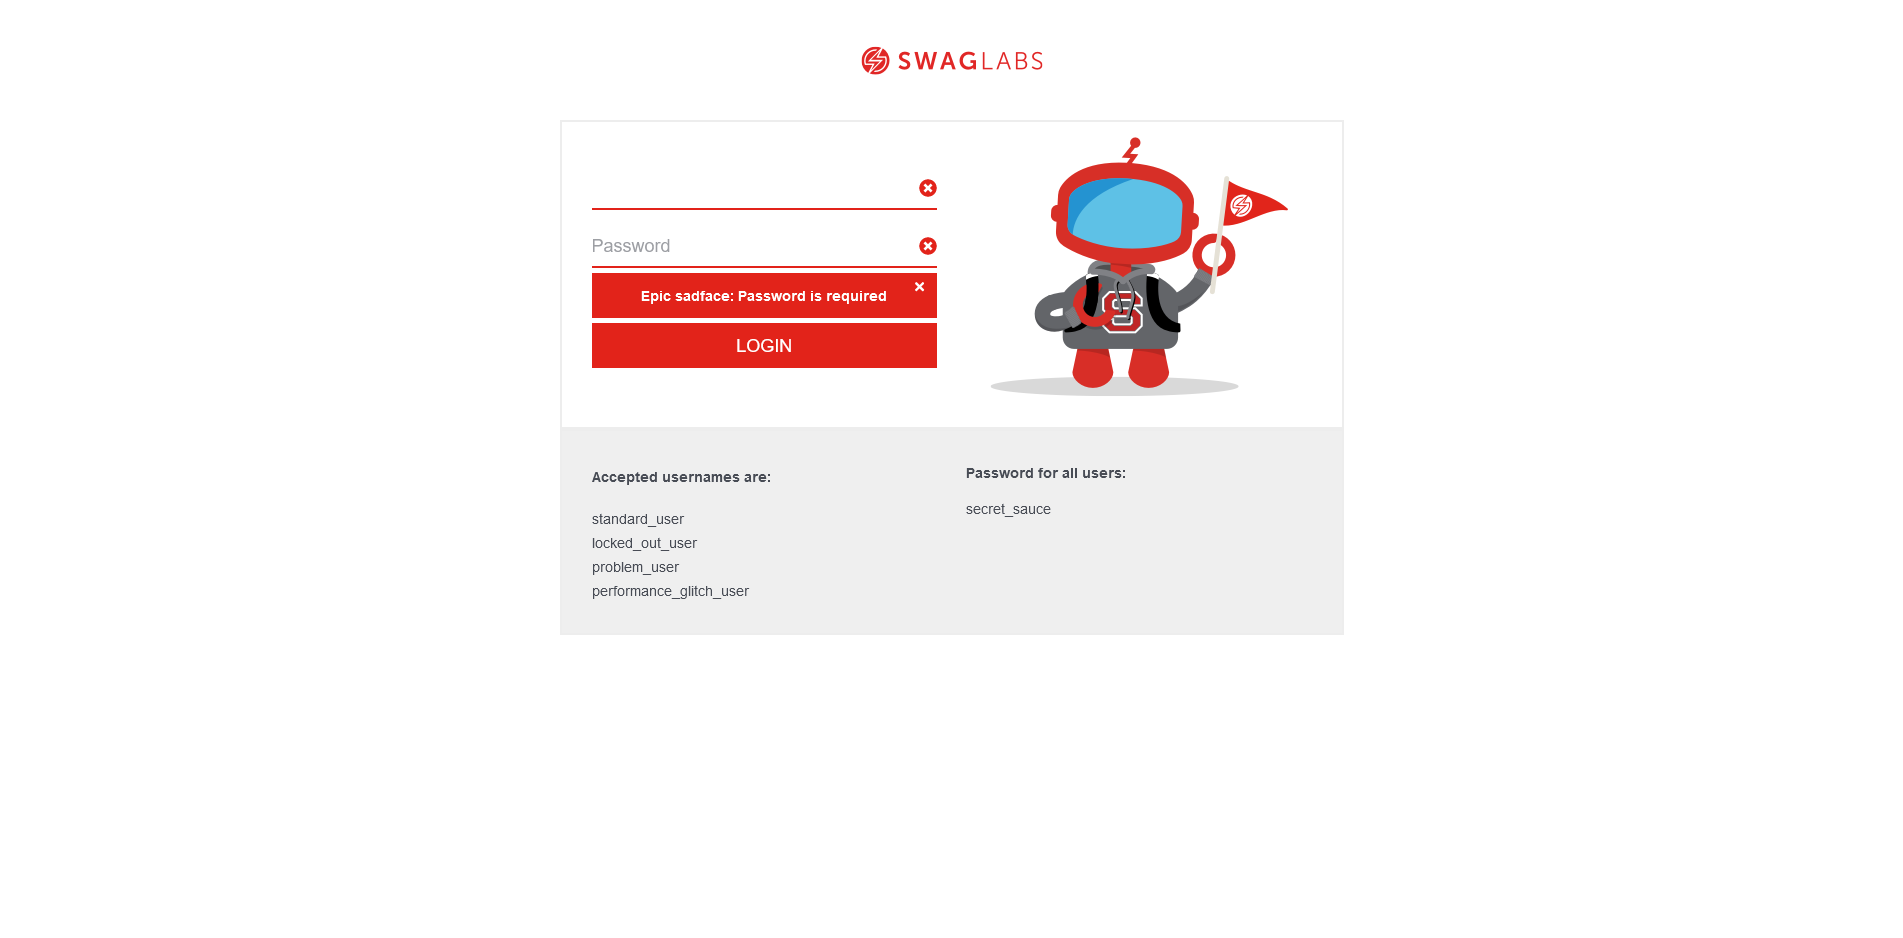 SWAGLABS
Password
Epic sadface: Password is required
LOGIN
Accepted usernames are:
standard_user
locked_out_user
problem_user
performance_glitch_user
Password for all users:
secret_sauce
S